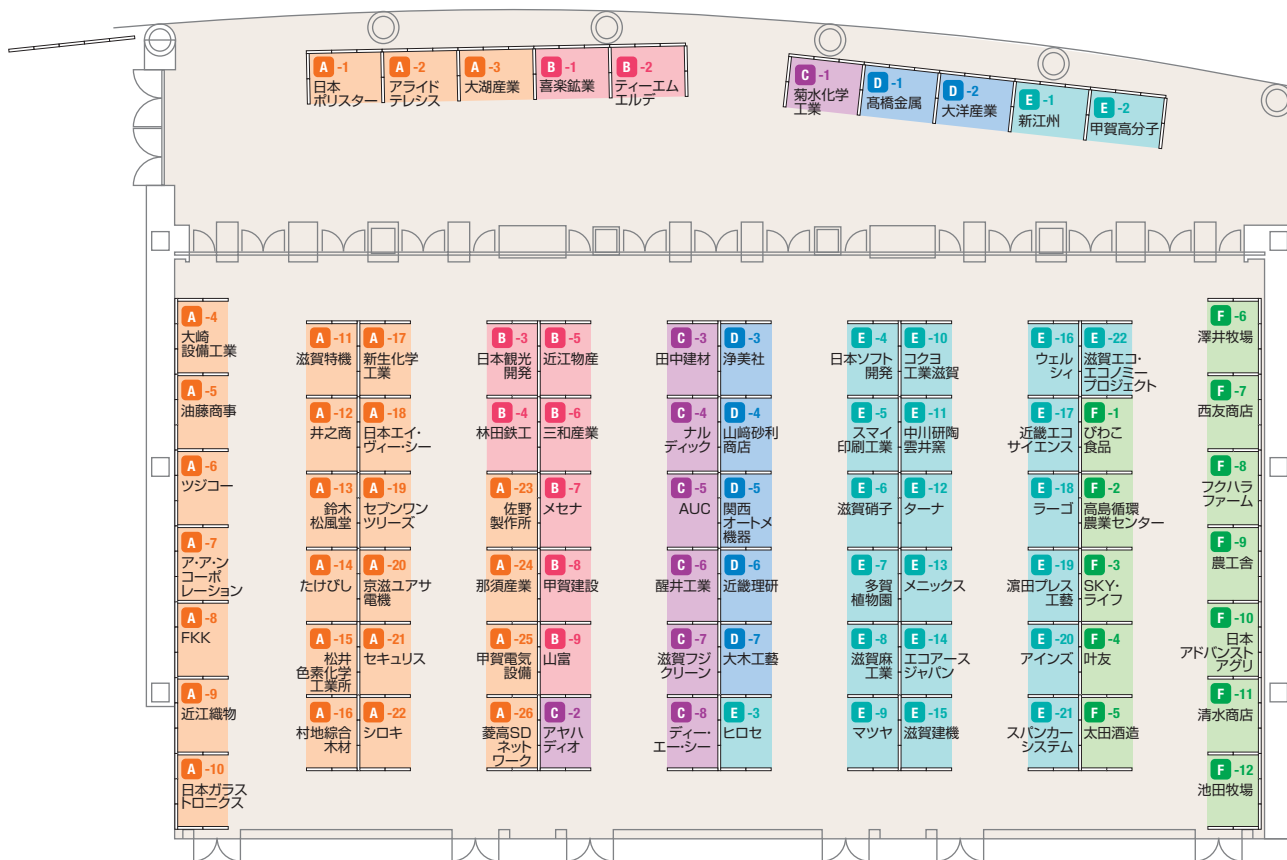 A-1
日本
ポリスター
A-2
アライド
テレシス
A-3
大湖産業
B-1
喜楽鉱業
B-2
ティーエム
エルデ
C-1
菊水化学
工業
D-1
髙橋金属
D-2
大洋産業
E-1
新江州
E-2
甲賀高分子
A-4
大崎
設備工業
A-5
油藤商事
A-6
ツジコー
A-7
ア・ア・ン
コーポ
レーション
A-8
FKK
A-9
近江織物
A-10
日本ガラス
トロニクス
A-11
滋賀特機
A-12
井之商
A-13
鈴木
松風堂
A-14
たけびし
A-15
松井
色素化学
工業所
A-16
村地綜合
木材
A-17
新生化学
工業
A-18
日本エイ・
ヴィー・シー
A-19
セブンワン
ツリーズ
A-20
京滋ユアサ
電機
A-21
セキュリス
A-22
シロキ
B-3
日本観光
開発
B-4
林田鉄工
A-23
佐野
製作所
A-24
那須産業
A-25
甲賀電気
設備
A-26
菱高SD
ネット
ワーク
B-5
近江物産
B-6
三和産業
B-7
メセナ
B-8
甲賀建設
B-9
山富
C-2
アヤハ
ディオ
C-3
田中建材
C-4
ナル
ディック
C-5
AUC
C-6
醒井工業
C-7
滋賀フジ
クリーン
C-8
ディー・
エー・シー
D-3
浄美社
D-4
山﨑砂利
商店
D-5
関西
オートメ
機器
D-6
近畿理研
D-7
大木工藝
E-3
ヒロセ
E-4
日本ソフト
開発
E-5
スマイ
印刷工業
E-6
滋賀硝子
E-7
多賀
植物園
E-8
滋賀麻
工業
E-9
マツヤ
E-10
コクヨ
工業滋賀
E-11
中川研陶
雲井窯
E-12
ターナ
E-13
メニックス
E-14
エコアース
ジャパン
E-15
滋賀建機
E-16
ウェル
シィ
E-17
近畿エコ
サイエンス
E-18
ラーゴ
E-19
濵田プレス
工藝
E-20
アインズ
E-21
スパンカー
システム
E-22
滋賀エコ・
エコノミー
プロジェクト
F-1
びわこ
食品
F-2
高島循環
農業センター
F-3
SKY・
ライフ
F-4
叶友
F-5
太田酒造
F-6
澤井牧場
F-7
西友商店
F-8
フクハラ
ファーム
F-9
農工舎
F-10
日本
アドバンスト
アグリ
F-11
清水商店
F-12
池田牧場